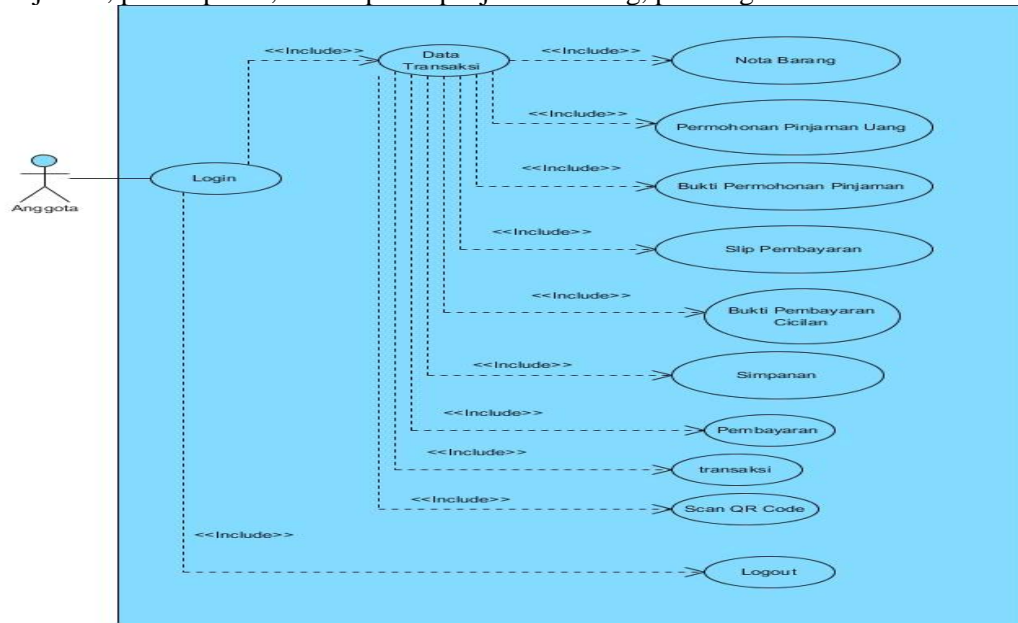 <<Include>>
Data
Transaksi
<<Include>>
Nota Barang
<<Include>>
Permohonan Pinjaman Uang
<<Include>>
Bukti Permohonan Pinjaman
Login
Anggota
<<Include>>
Slip Pembayaran
<<Include>>
Bukti Pembayaran
Cicilan
<<Include>>
Simpanan
<<Include>>
Pembayaran
<<Include>>
transaksi
<<Include>>
Scan QR Code
<<Include>>
Logout